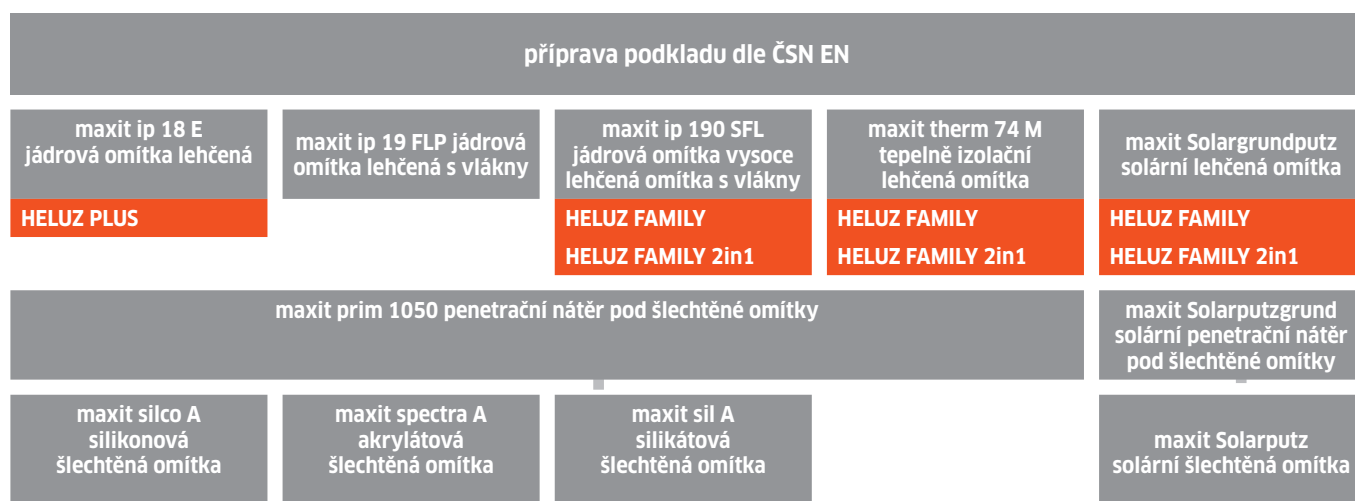 příprava podkladu dle ČSN EN
maxit ip 18 E
jádrová omítka lehčená
maxit ip 19 FLP jádrová
omítka lehčená s vlákny
maxit ip 190 SFL
jádrová omítka vysoce
lehčená omítka s vlákny
maxit therm 74 M
tepelně izolační
lehčená omítka
maxit Solargrundputz
solární lehčená omítka
HELUZ PLUS
HELUZ FAMILY
HELUZ FAMILY 2in1
HELUZ FAMILY
HELUZ FAMILY 2in1
HELUZ FAMILY
HELUZ FAMILY 2in1
maxit prim 1050 penetrační nátěr pod šlechtěné omítky
maxit Solarputzgrund
solární penetrační nátěr
pod šlechtěné omítky
maxit silco A
silikonová
šlechtěná omítka
maxit spectra A
akrylátová
šlechtěná omítka
maxit sil A
silikátová
šlechtěná omítka
maxit Solarputz
solární šlechtěná omítka